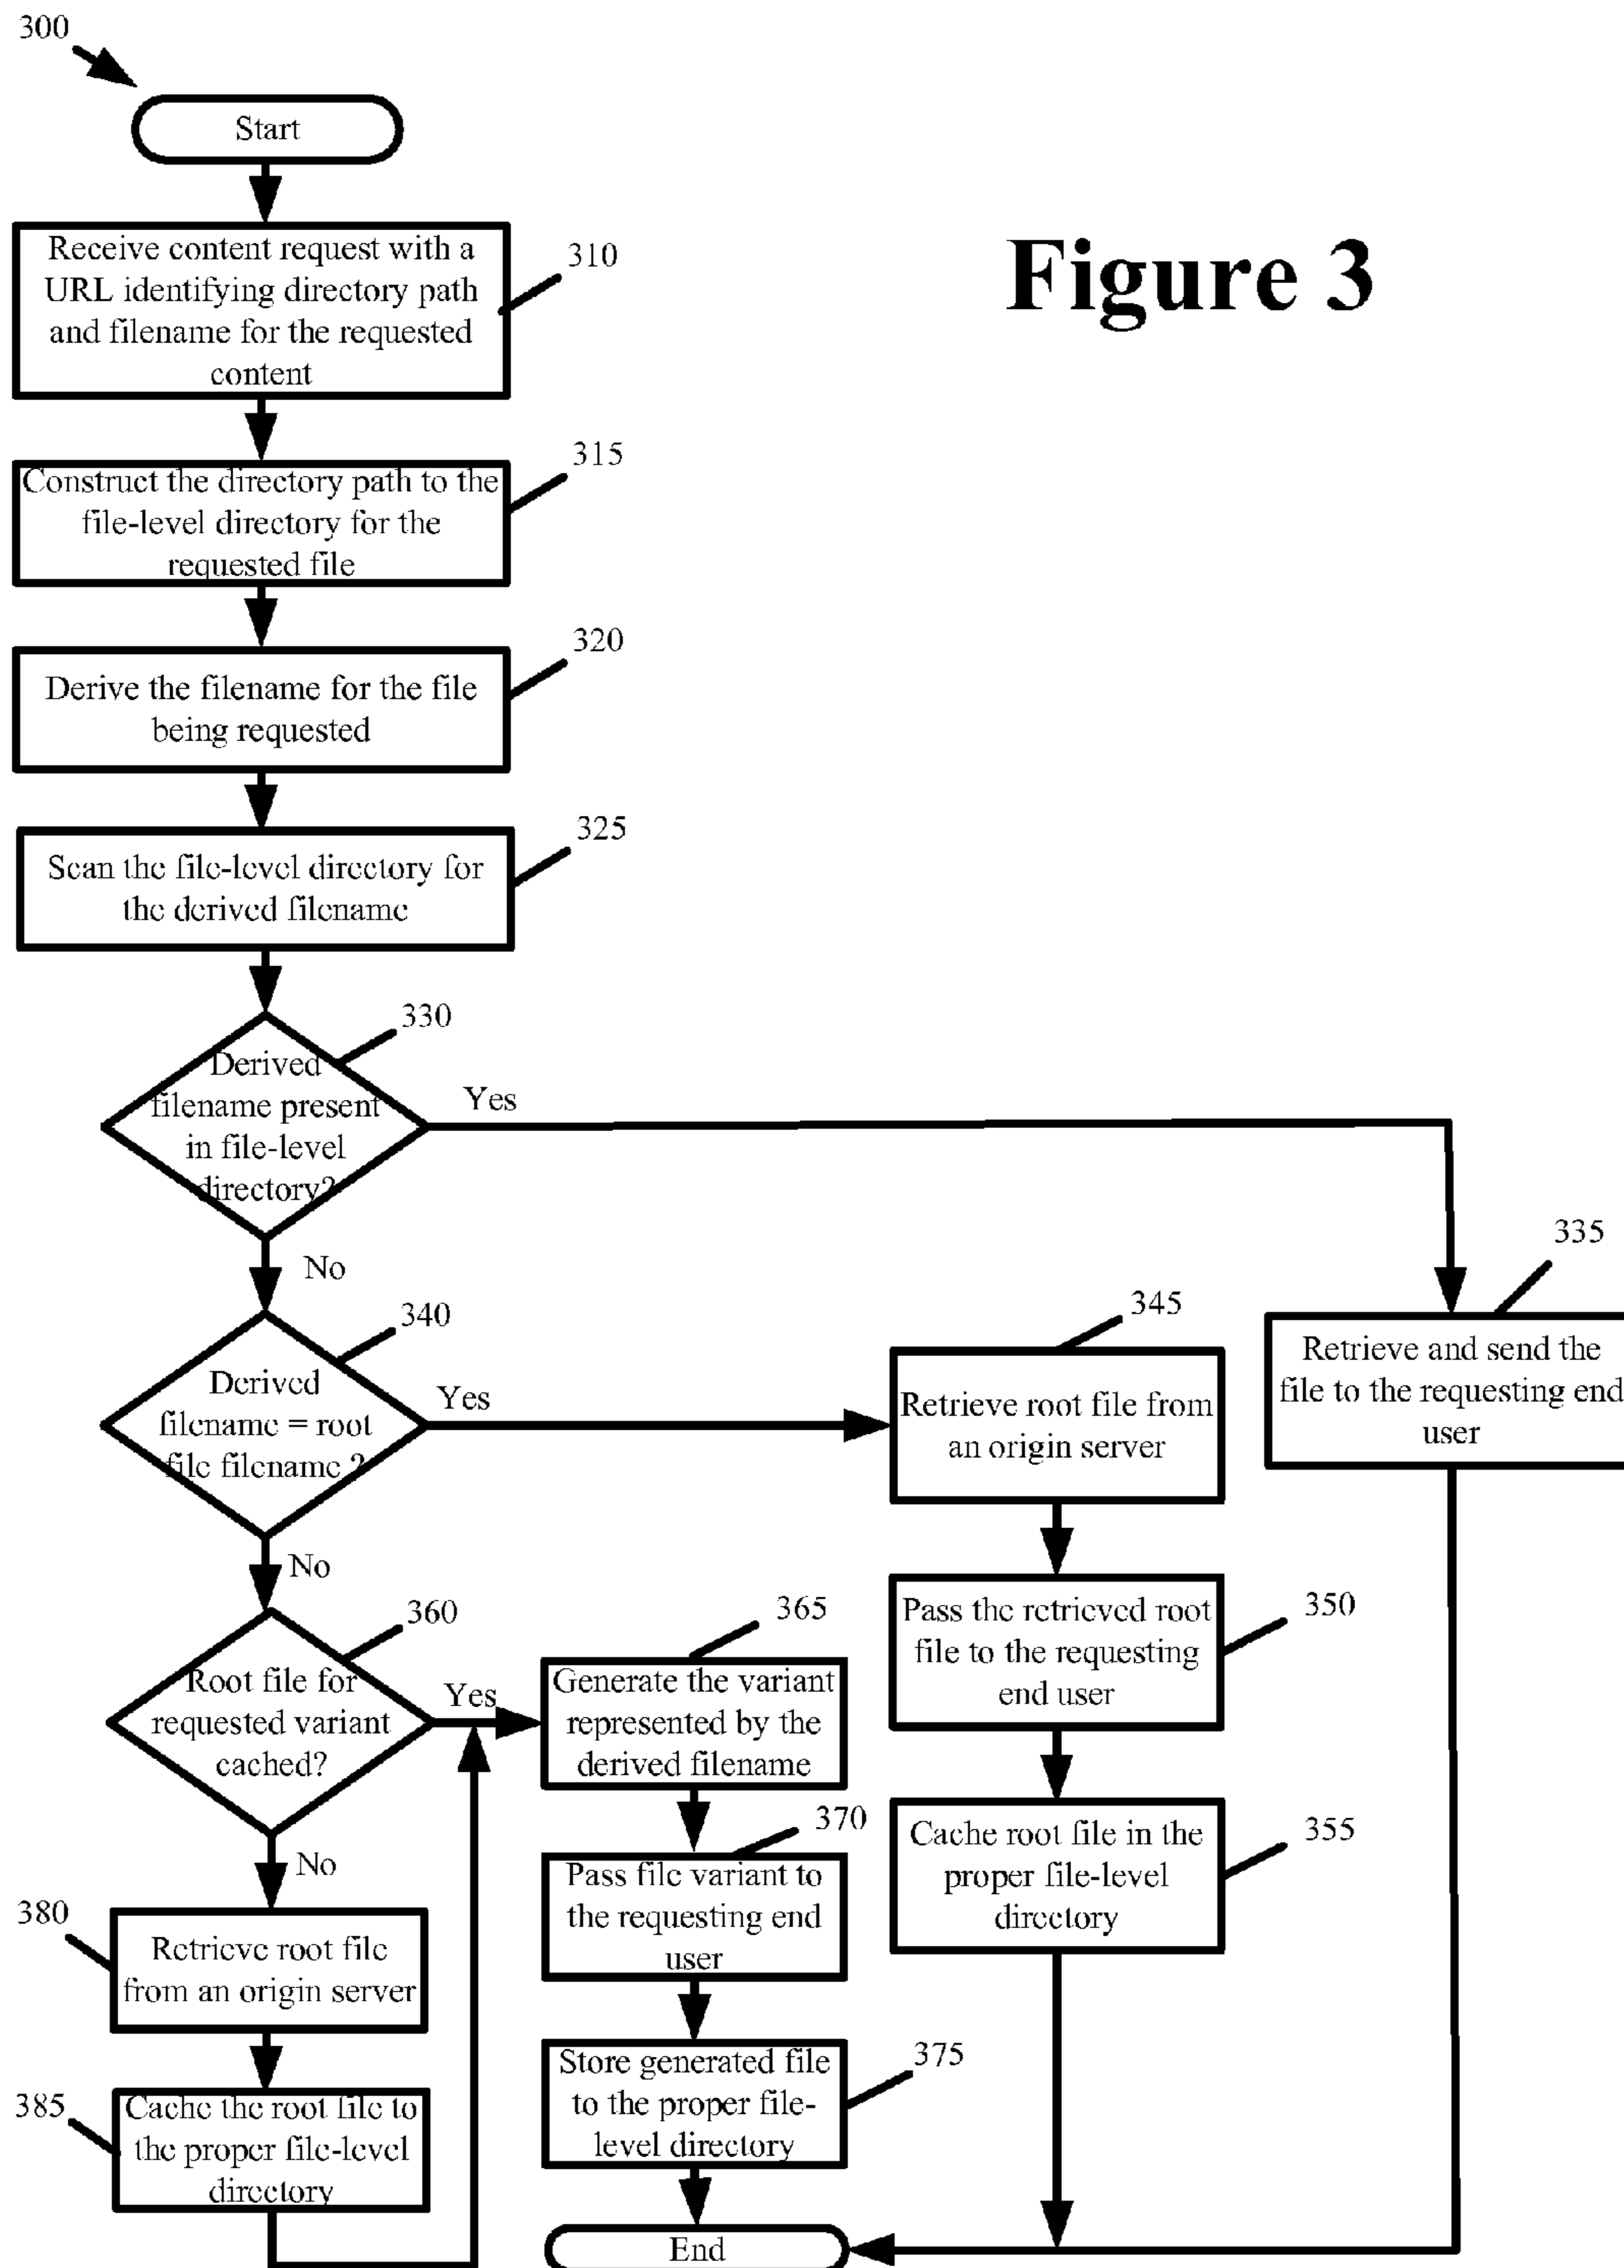 300
Start
Figure 3
Receive content request with a
URL identifying directory path
and filename for the requested
content
310
Construct the directory path to the
file-level directory for the
requested file
315
Derive the filename for the file
being requested
320
Scan the file-level directory for
the derived filename
325
Derived
filename present
in file-level
directory?
330
Yes
No
335
Retrieve and send the
file to the requesting end
user
Derived
filename = root
file filename ?
340
Yes
No
345
Retrieve root file from
an origin server
Pass the retrieved root
file to the requesting
end user
350
Cache root file in the
proper file-level
directory
355
Root file for
requested variant
cached?
360
Yes
No
365
Generate the variant
represented by the
derived filename
370
Pass file variant to
the requesting end
user
Store generated file
to the proper file-
level directory
375
380
Retrieve root file
from an origin server
385
Cache the root file to
the proper file-level
directory
End